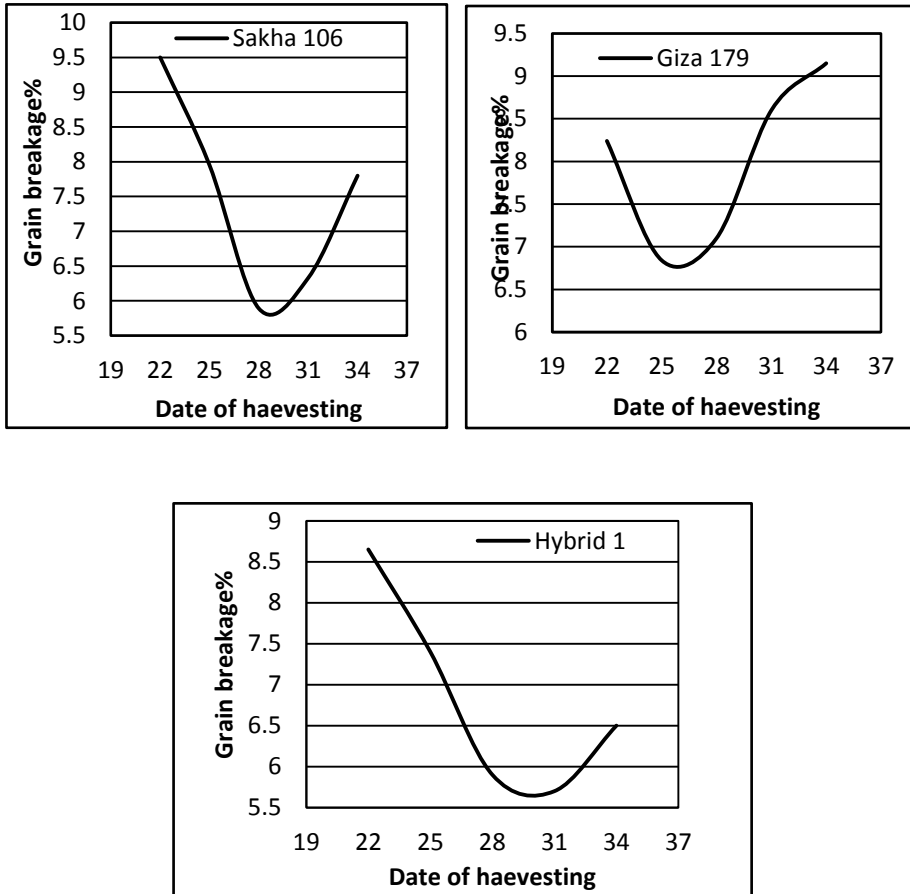 Sakha 106
Grain breakage%
10
9.5
9
8.5
8
7.5
7
6.5
6
5.5
19 22 25 28 31 34 37
Date of haevesting
Giza 179
Grain breakage%
9.5
9
8.5
8
7.5
7
6.5
6
19 22 25 28 31 34 37
Date of haevesting
Hybrid 1
Grain breakage%
9
8.5
8
7.5
7
6.5
6
5.5
19 22 25 28 31 34 37
Date of haevesting